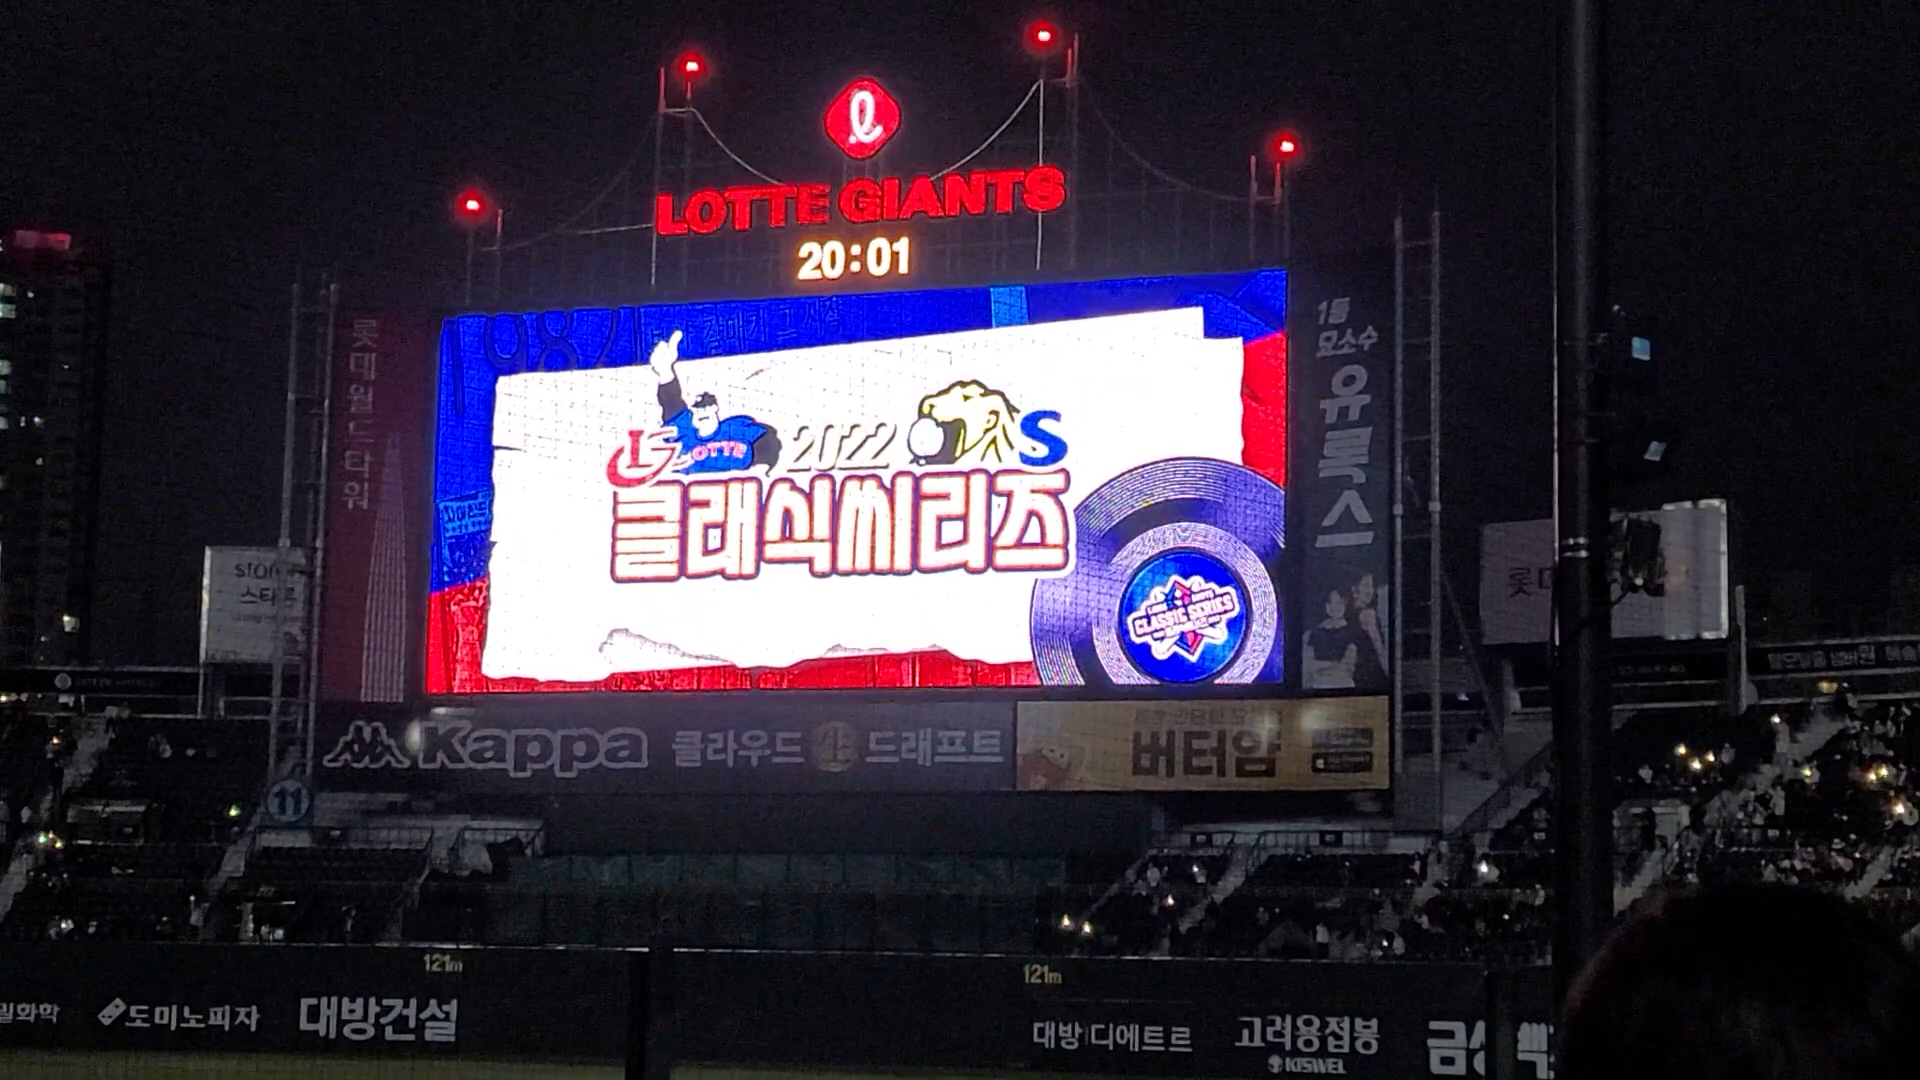 LOTTE GIANTS
20:01
1982
LOTTE
2022
S
클래식씨리즈
CLASSIC SERIES
롯데월드타워
1등
요소수
유록스
Kappa
클라우드
드래프트
버터암
11
121m
121m
도미노피자
대방건설
대방 디에트르
고려용접봉
KISWEL